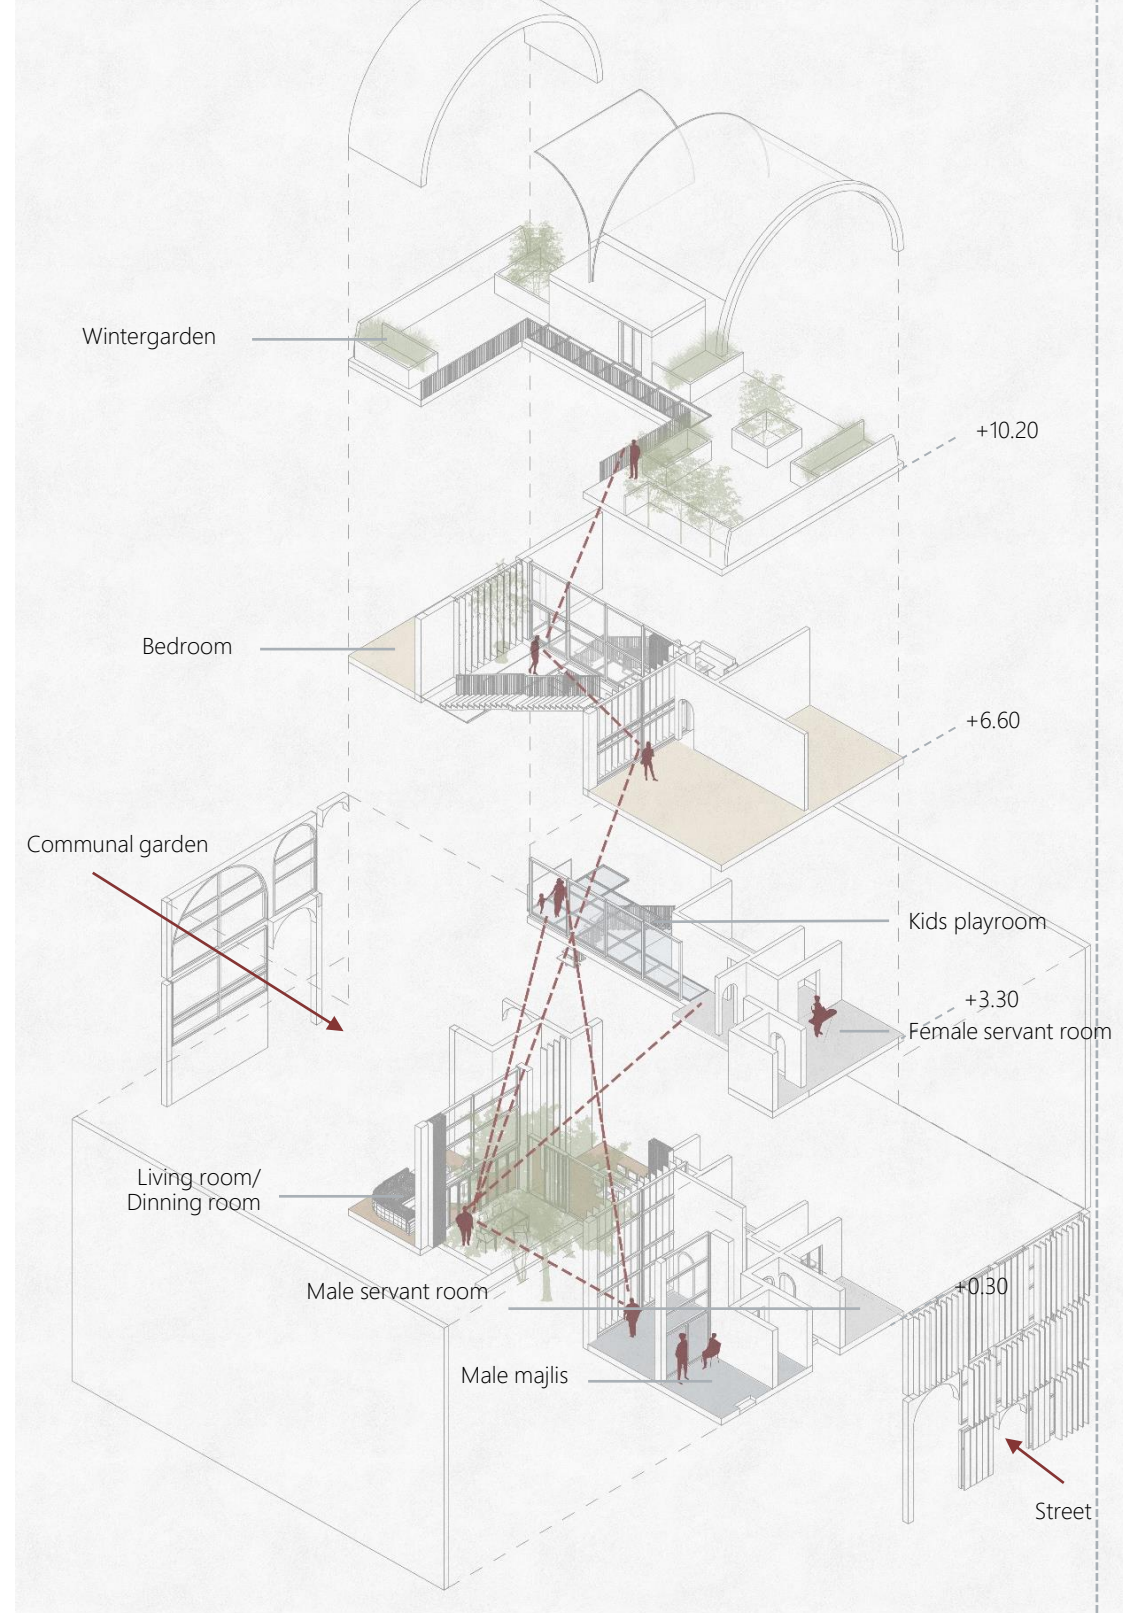 Wintergarden
+10.20
Bedroom
+6.60
Communal garden
Kids playroom
+3.30
Female servant room
Living room/
Dinning room
Male servant room
+0.30
Male majlis
Street